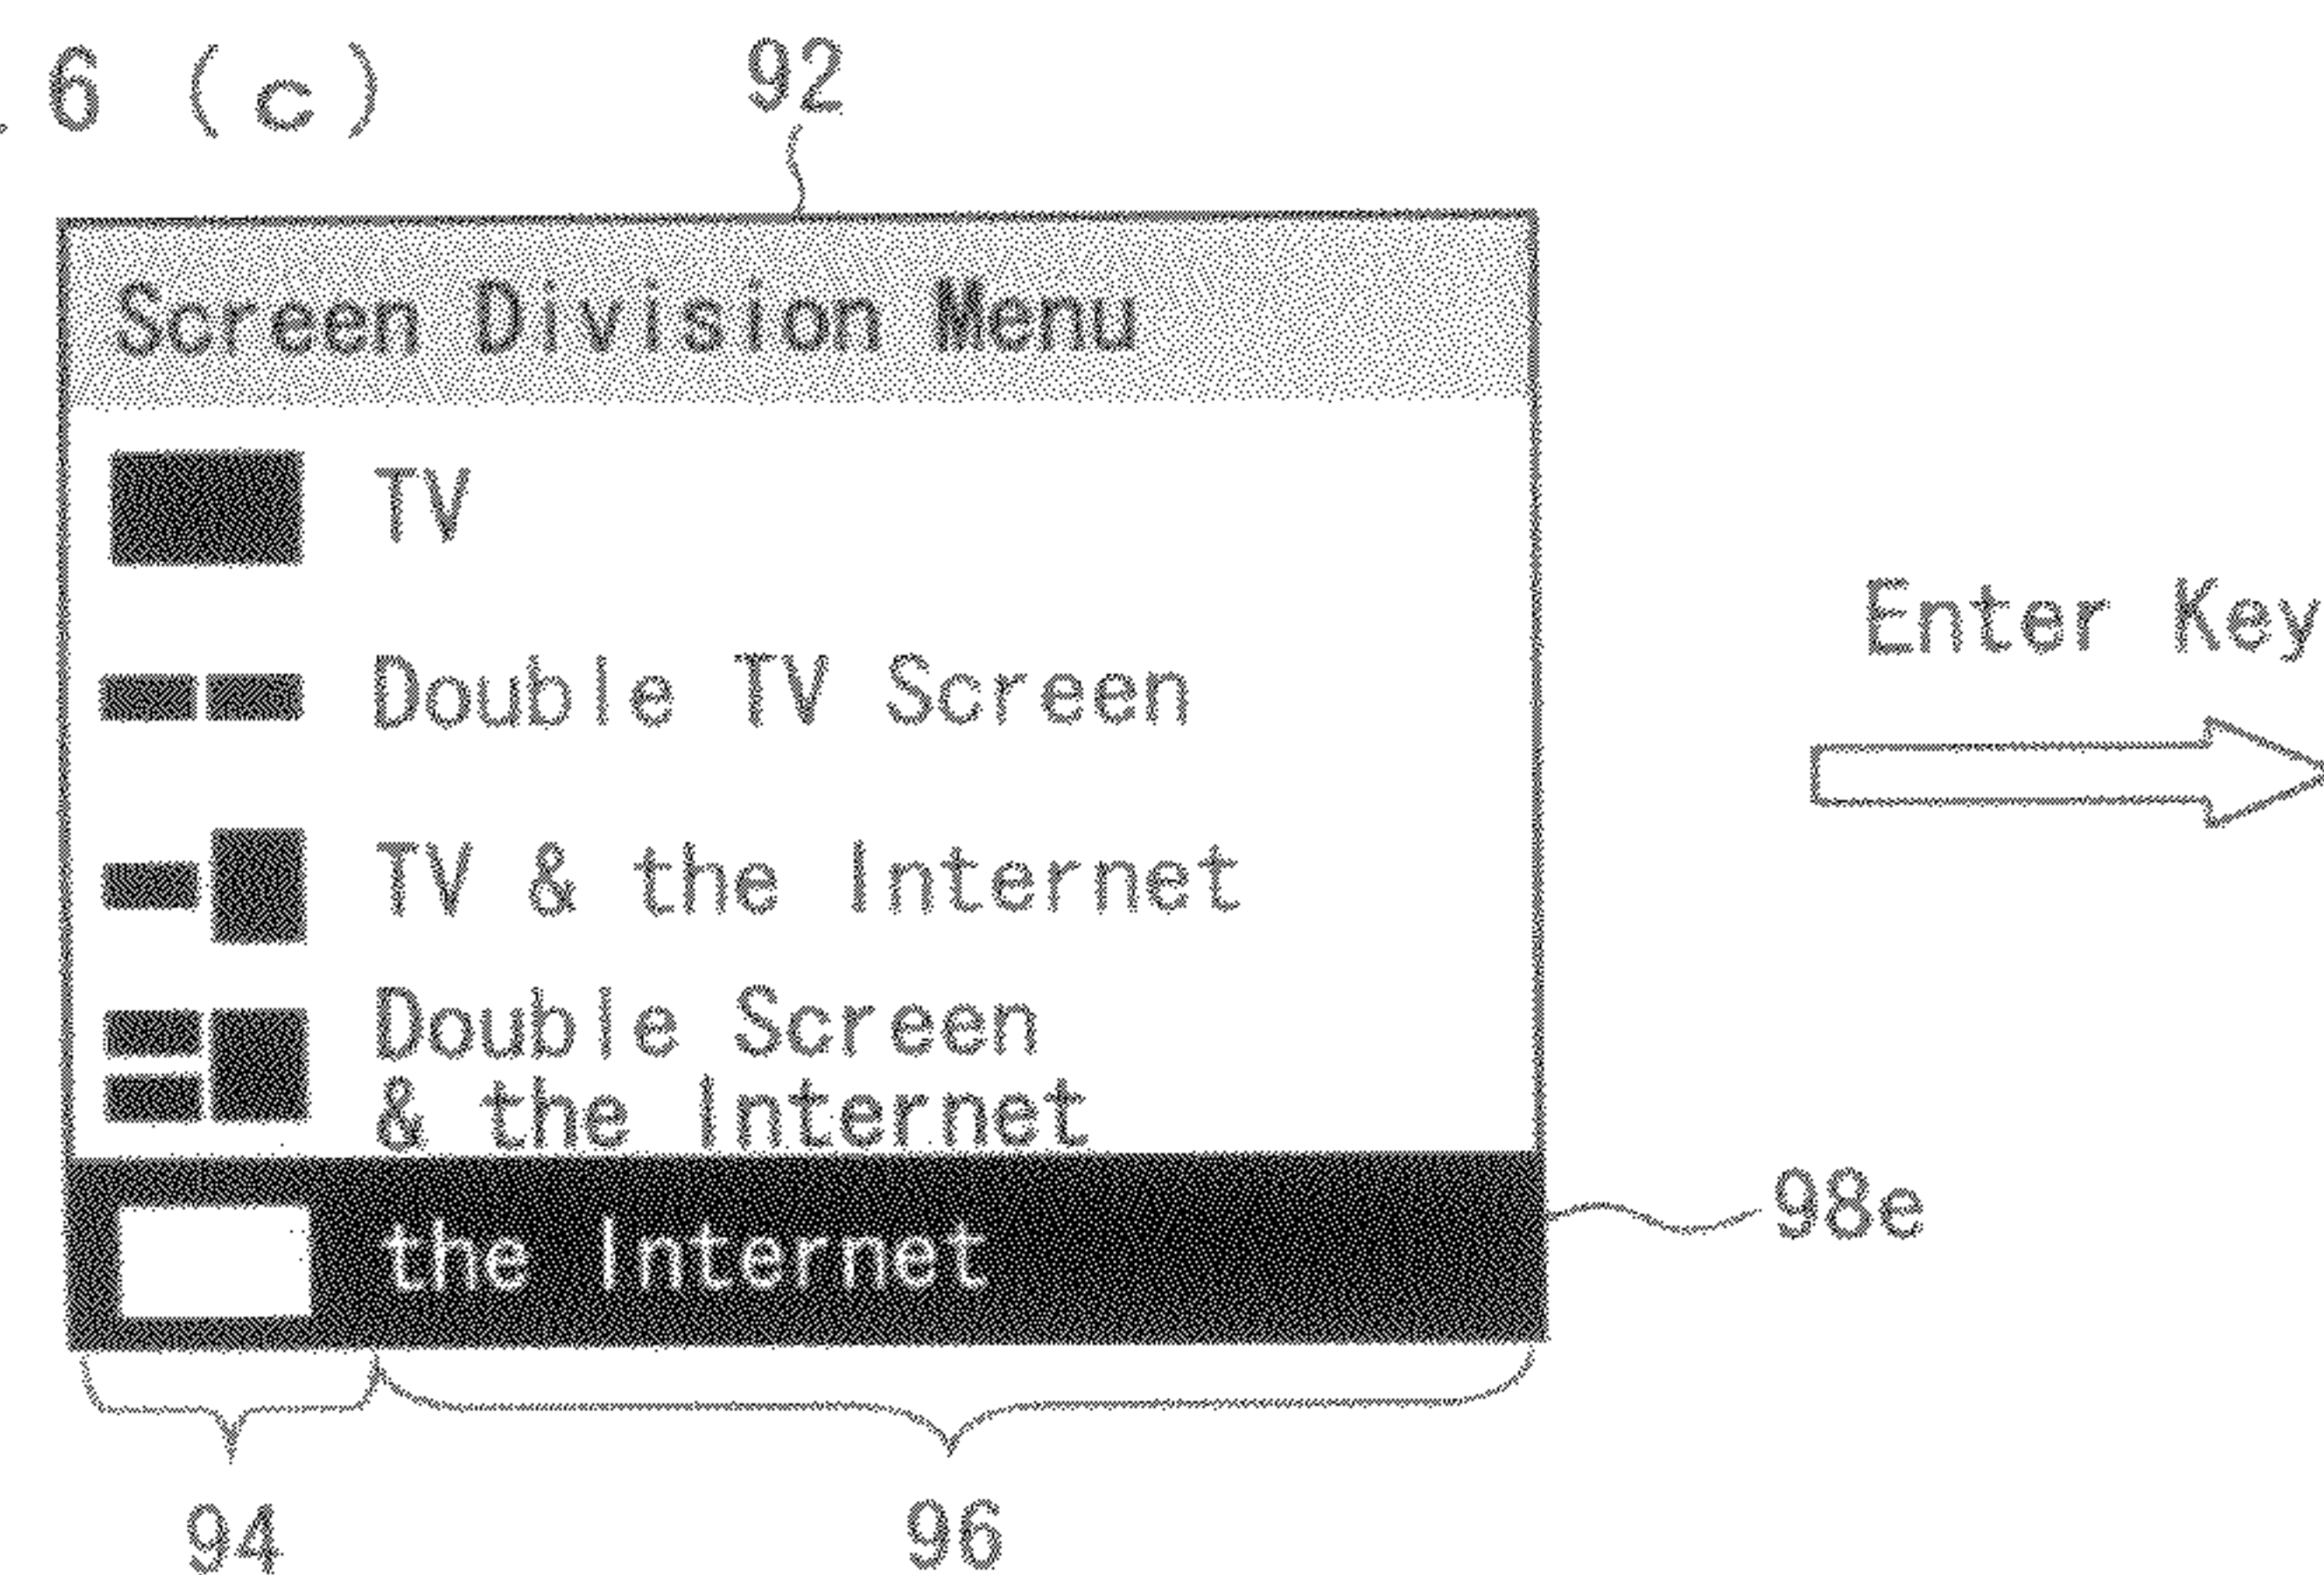 6 (c)
92
Screen Division Menu
TV
Double TV Screen
TV & the Internet
Double Screen
& the Internet
the Internet
98e
94
96
Enter Key